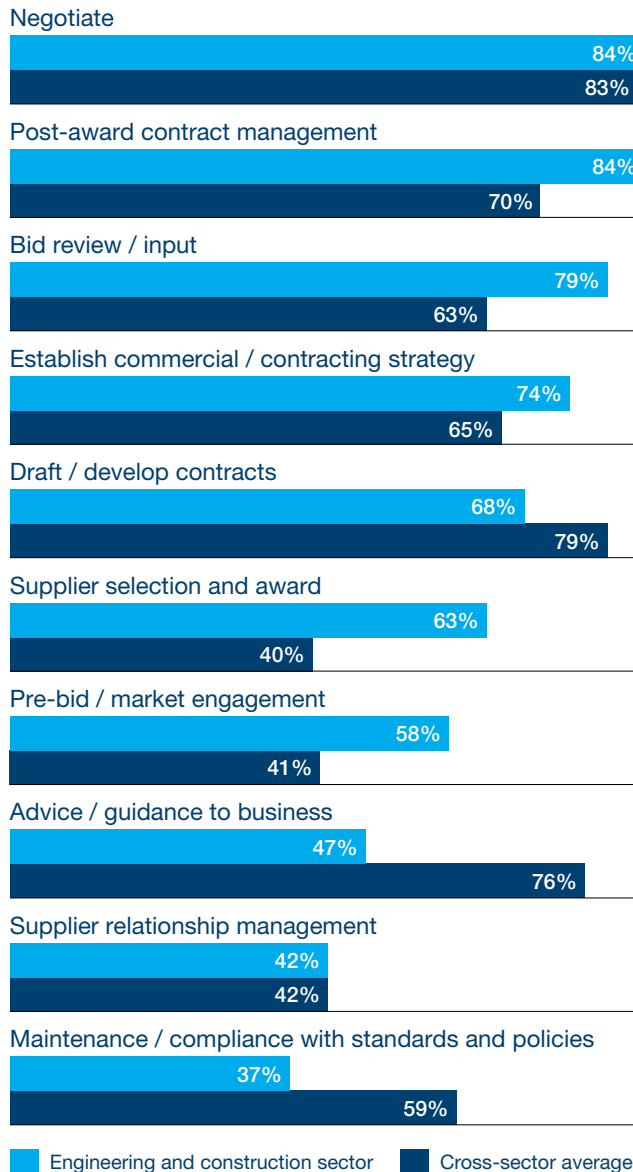 Negotiate
84%
83%
Post-award contract management
84%
70%
Bid review / input
79%
63%
Establish commercial / contracting strategy
74%
65%
Draft / develop contracts
68%
79%
Supplier selection and award
63%
40%
Pre-bid / market engagement
58%
41%
Advice / guidance to business
47%
76%
Supplier relationship management
42%
42%
Maintenance / compliance with standards and policies
37%
59%
Engineering and construction sector Cross-sector average